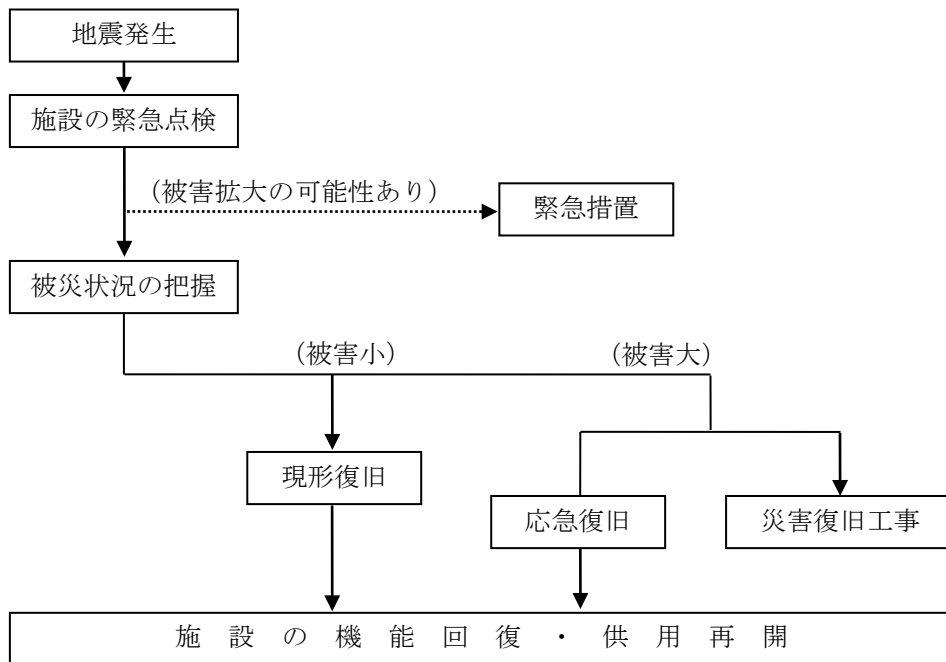 地震発生
施設の緊急点検
（被害拡大の可能性あり）
緊急措置
被災状況の把握
（被害小）
（被害大）
現形復旧
応急復旧
災害復旧工事
施設の機能回復・供用再開